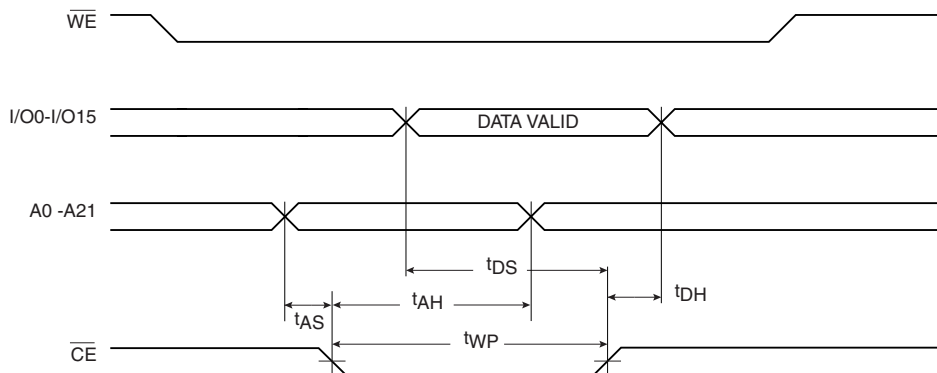 WE
I/O0-I/O15
DATA VALID
A0 -A21
tDS
tDH
tAH
tAS
tWP
CE